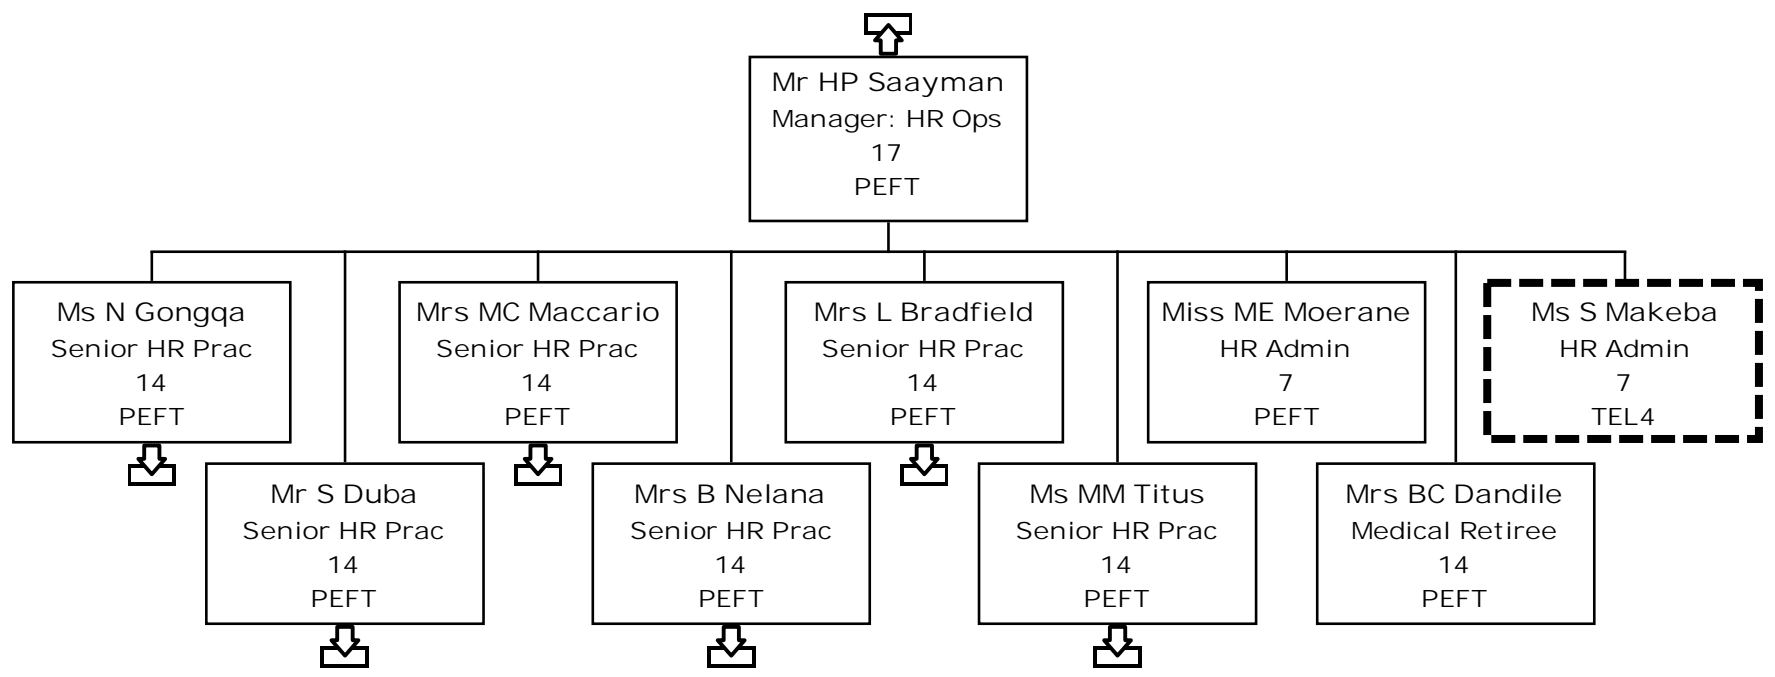 Mr HP Saayman
Manager: HR Ops
17
PEFT
Ms N Gongqa
Senior HR Prac
14
PEFT
Mrs MC Maccario
Senior HR Prac
14
PEFT
Mrs L Bradfield
Senior HR Prac
14
PEFT
Miss ME Moerane
HR Admin
7
PEFT
Ms S Makeba
HR Admin
7
TEL4
Mr S Duba
Senior HR Prac
14
PEFT
Mrs B Nelana
Senior HR Prac
14
PEFT
Ms MM Titus
Senior HR Prac
14
PEFT
Mrs BC Dandile
Medical Retiree
14
PEFT